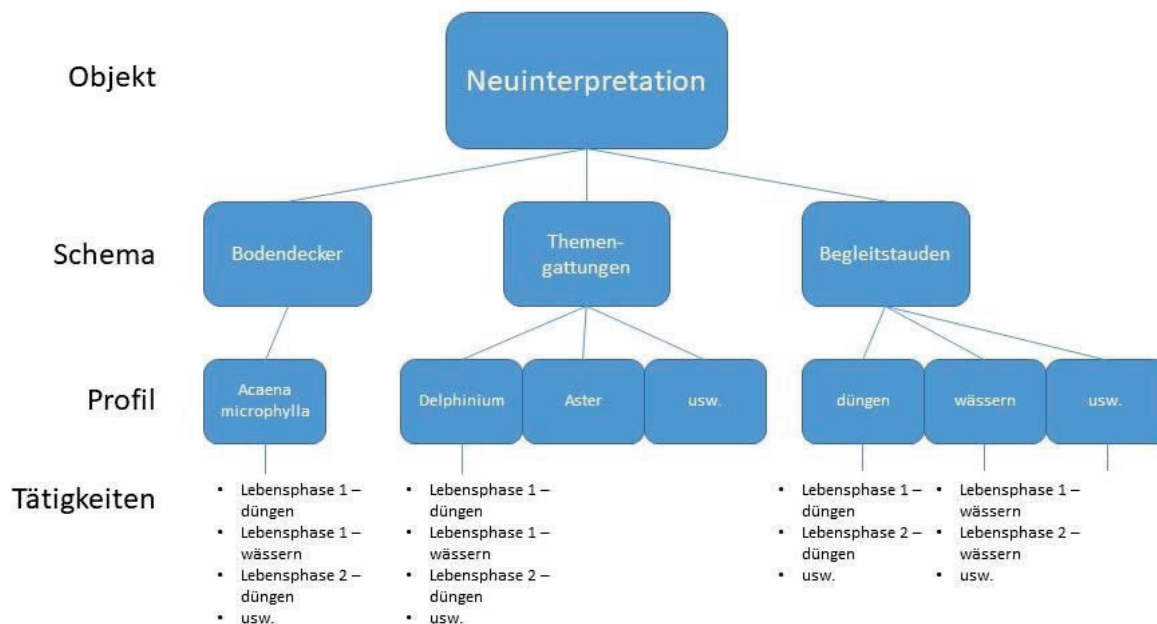 Objekt
Neuinterpretation
Schema
Bodendecker
Themen-
gattungen
Begleitstauden
Profil
Acaena
microphylla
Delphinium
Aster
usw.
düngen
wässern
usw.
Tätigkeiten
• Lebensphase 1 –
düngen
• Lebensphase 1 –
wässern
• Lebensphase 2 –
düngen
• usw.
• Lebensphase 1 –
düngen
• Lebensphase 1 –
wässern
• Lebensphase 2 –
düngen
• usw.
• Lebensphase 1 –
düngen
• Lebensphase 2 –
düngen
• usw.
• Lebensphase 1 –
wässern
• Lebensphase 2 –
wässern
• usw.